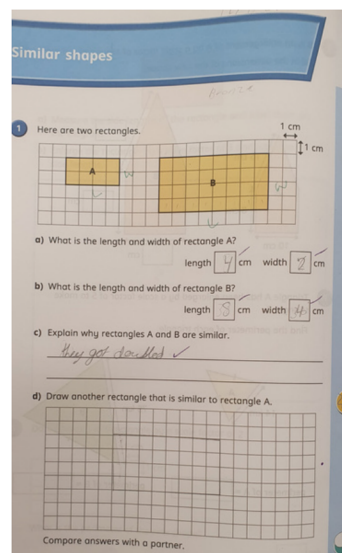 Similar shapes
1 Here are two rectangles.
1 cm
1 cm
A
W
B
W
L
L
a) What is the length and width of rectangle A?
length 4 cm width 2 cm
b) What is the length and width of rectangle B?
length 8 cm width 4 cm
c) Explain why rectangles A and B are similar.
they got doubled ✓
d) Draw another rectangle that is similar to rectangle A.
Compare answers with a partner.